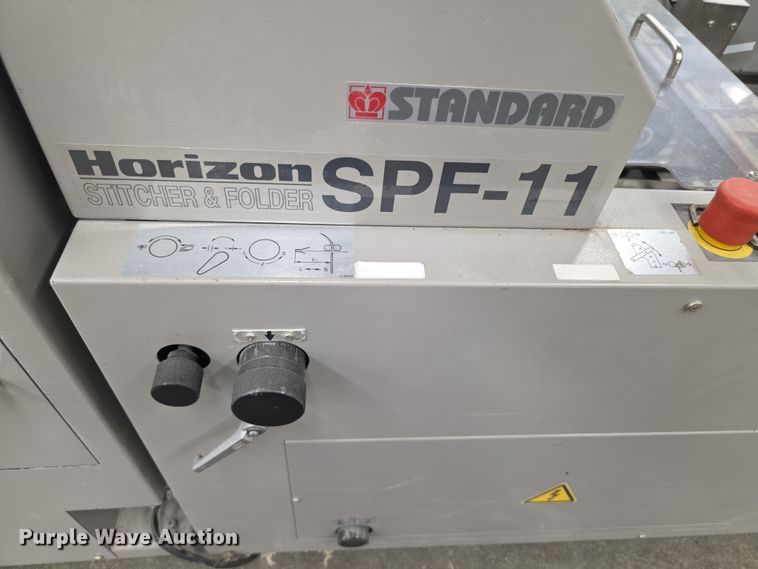 STANDARD
Horizon
STITCHER & FOLDER
SPF-11
L S
Purple Wave Auction